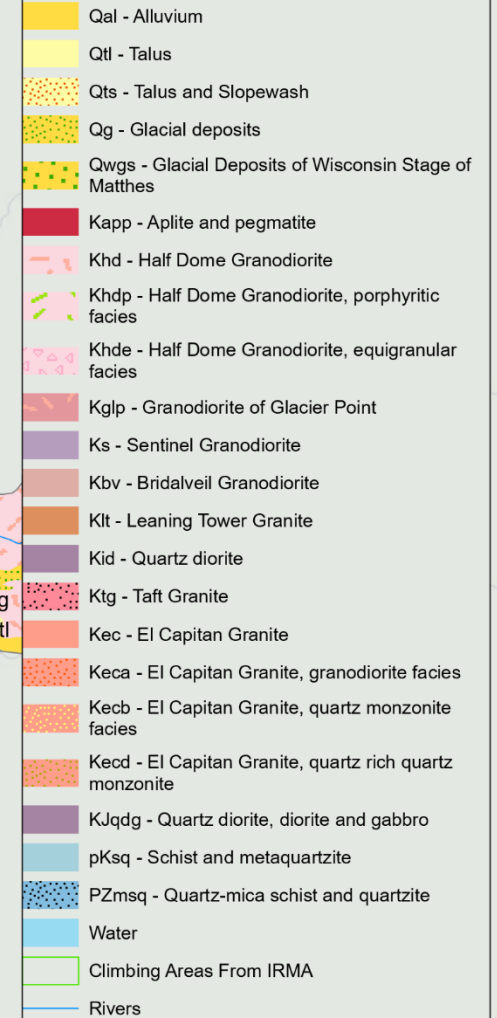 Qal - Alluvium
Qtl - Talus
Qts - Talus and Slopewash
Qg - Glacial deposits
Qwgs - Glacial Deposits of Wisconsin Stage of
Matthes
Kapp - Aplite and pegmatite
Khd - Half Dome Granodiorite
Khdp - Half Dome Granodiorite, porphyritic
facies
Khde - Half Dome Granodiorite, equigranular
facies
Kglp - Granodiorite of Glacier Point
Ks - Sentinel Granodiorite
Kbv - Bridalveil Granodiorite
Klt - Leaning Tower Granite
Kid - Quartz diorite
Ktg - Taft Granite
g
tl
Kec - El Capitan Granite
Keca - El Capitan Granite, granodiorite facies
Kecb - El Capitan Granite, quartz monzonite
facies
Kecd - El Capitan Granite, quartz rich quartz
monzonite
KJqdg - Quartz diorite, diorite and gabbro
pKsq - Schist and metaquartzite
PZmsq - Quartz-mica schist and quartzite
Water
Climbing Areas From IRMA
Rivers